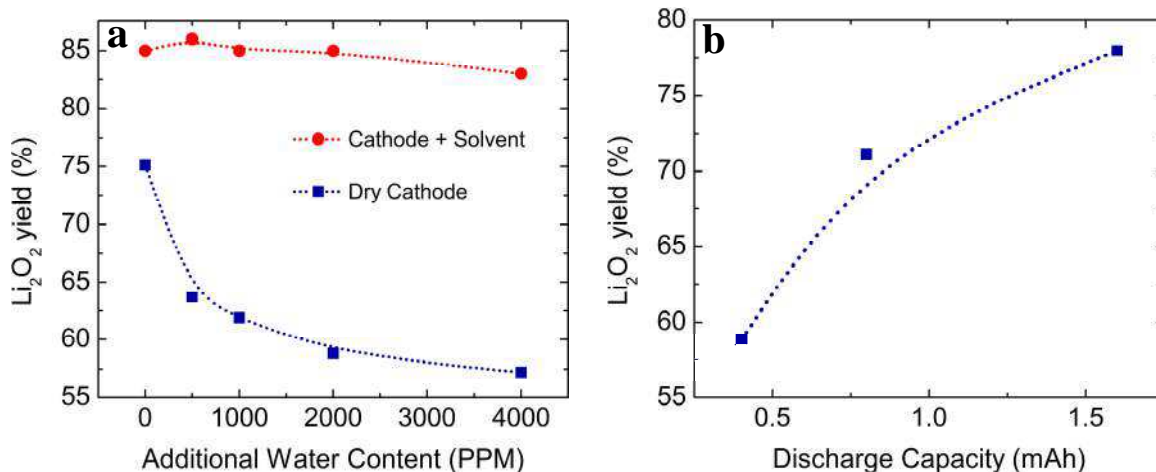 a
Li2O2 yield (%)
85
80
75
70
65
60
55
Cathode + Solvent
Dry Cathode
0 1000 2000 3000 4000
Additional Water Content (PPM)
b
Li2O2 yield (%)
80
75
70
65
60
55
0.5 1.0 1.5
Discharge Capacity (mAh)